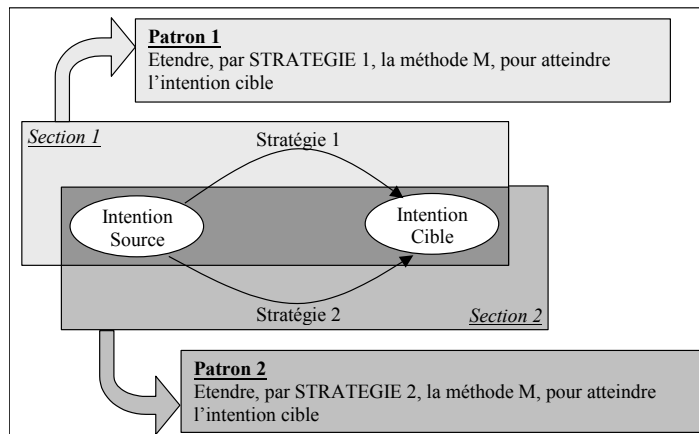 Patron 1
Etendre, par STRATEGIE 1, la méthode M, pour atteindre
l'intention cible
Section 1
Stratégie 1
Intention
Source
Intention
Cible
Stratégie 2
Section 2
Patron 2
Etendre, par STRATEGIE 2, la méthode M, pour atteindre
l'intention cible